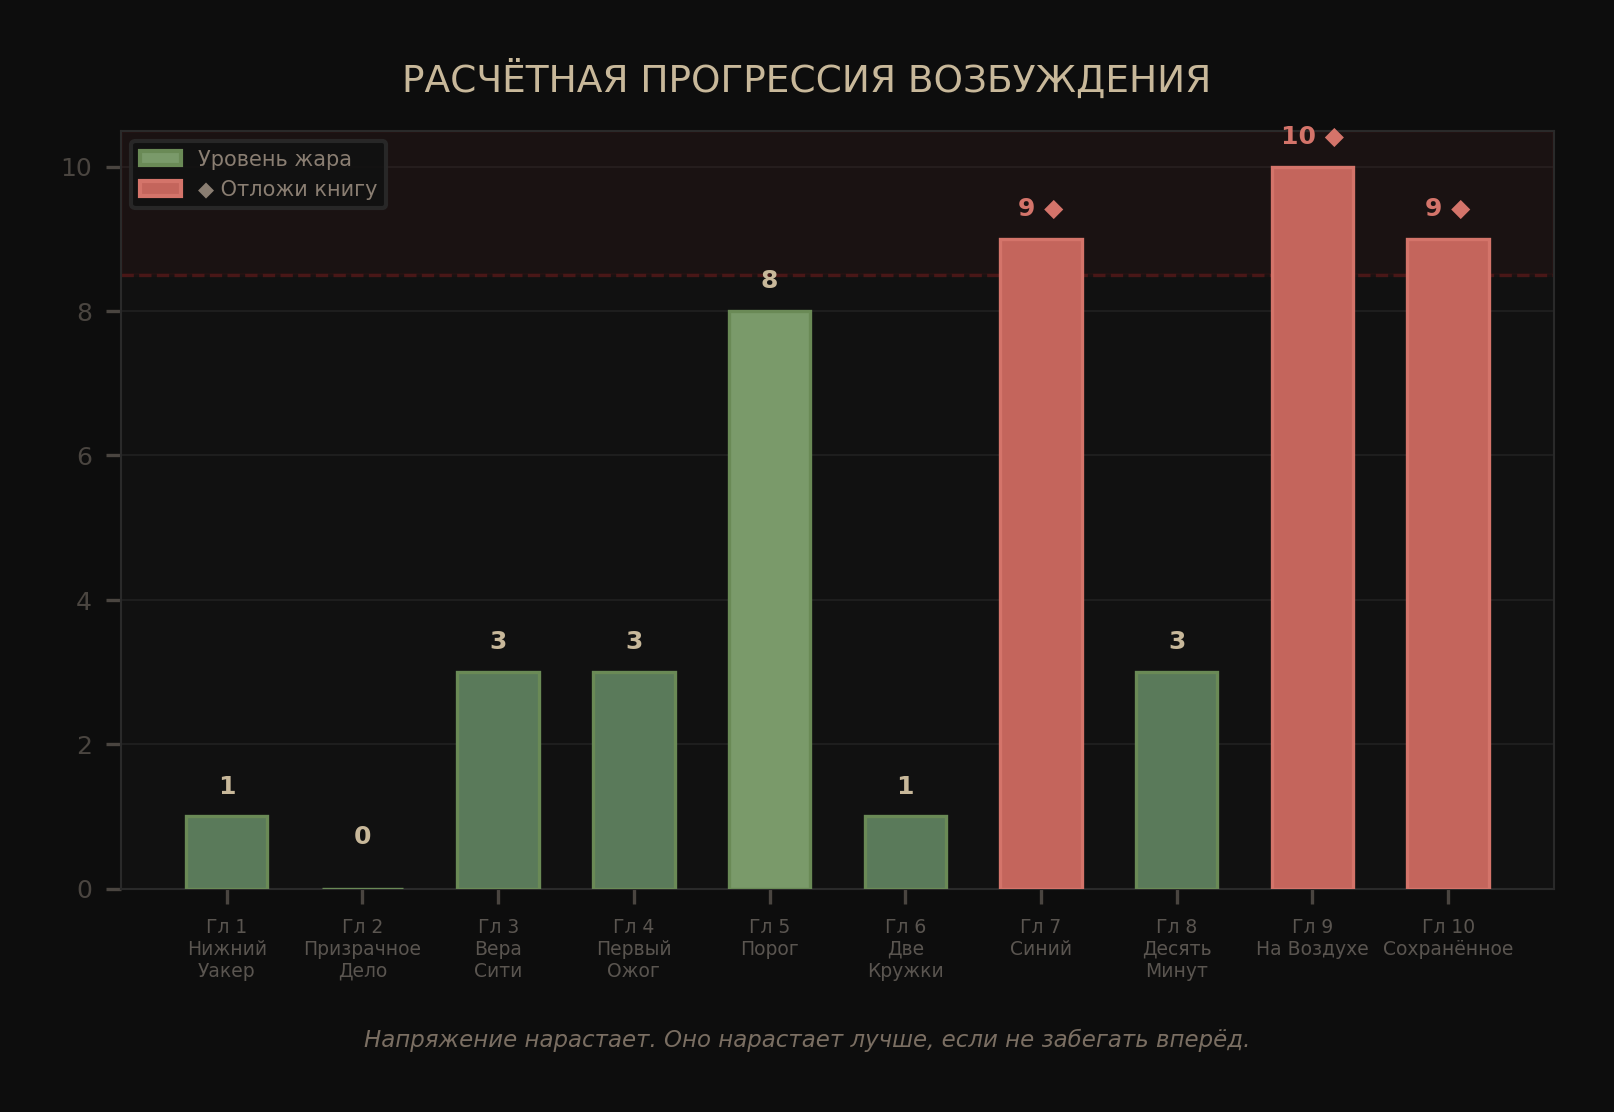 РАСЧЁТНАЯ ПРОГРЕССИЯ ВОЗБУЖДЕНИЯ
Уровень жара
◆ Отложи книгу
10
8
6
4
2
0
1
0
3
3
8
1
9 ◆
3
10 ◆
9 ◆
Гл 1
Нижний
Уакер
Гл 2
Призрачное
Дело
Гл 3
Вера
Сити
Гл 4
Первый
Ожог
Гл 5
Порог
Гл 6
Две
Кружки
Гл 7
Синий
Гл 8
Десять
Минут
Гл 9
На Воздухе
Гл 10
Сохранённое
Напряжение нарастает. Оно нарастает лучше, если не забегать вперёд.